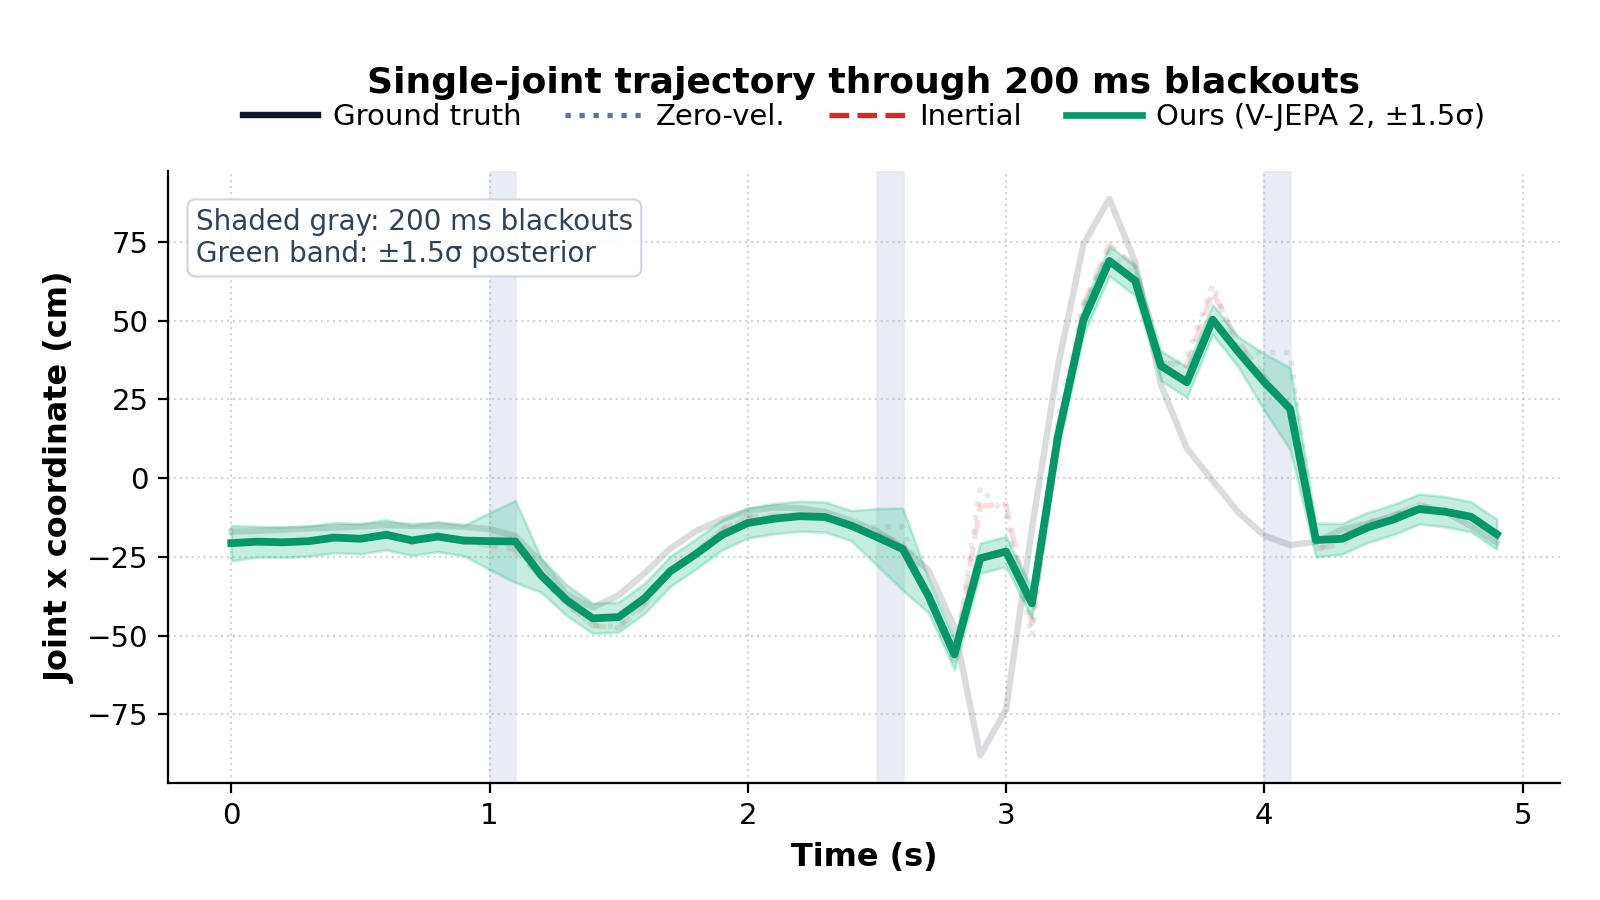 Single-joint trajectory through 200 ms blackouts
Ground truth Zero-vel. Inertial Ours (V-JEPA 2, ±1.5σ)
Shaded gray: 200 ms blackouts
Green band: ±1.5σ posterior
Joint x coordinate (cm)
75
50
25
0
−25
−50
−75
0 1 2 3 4 5
Time (s)